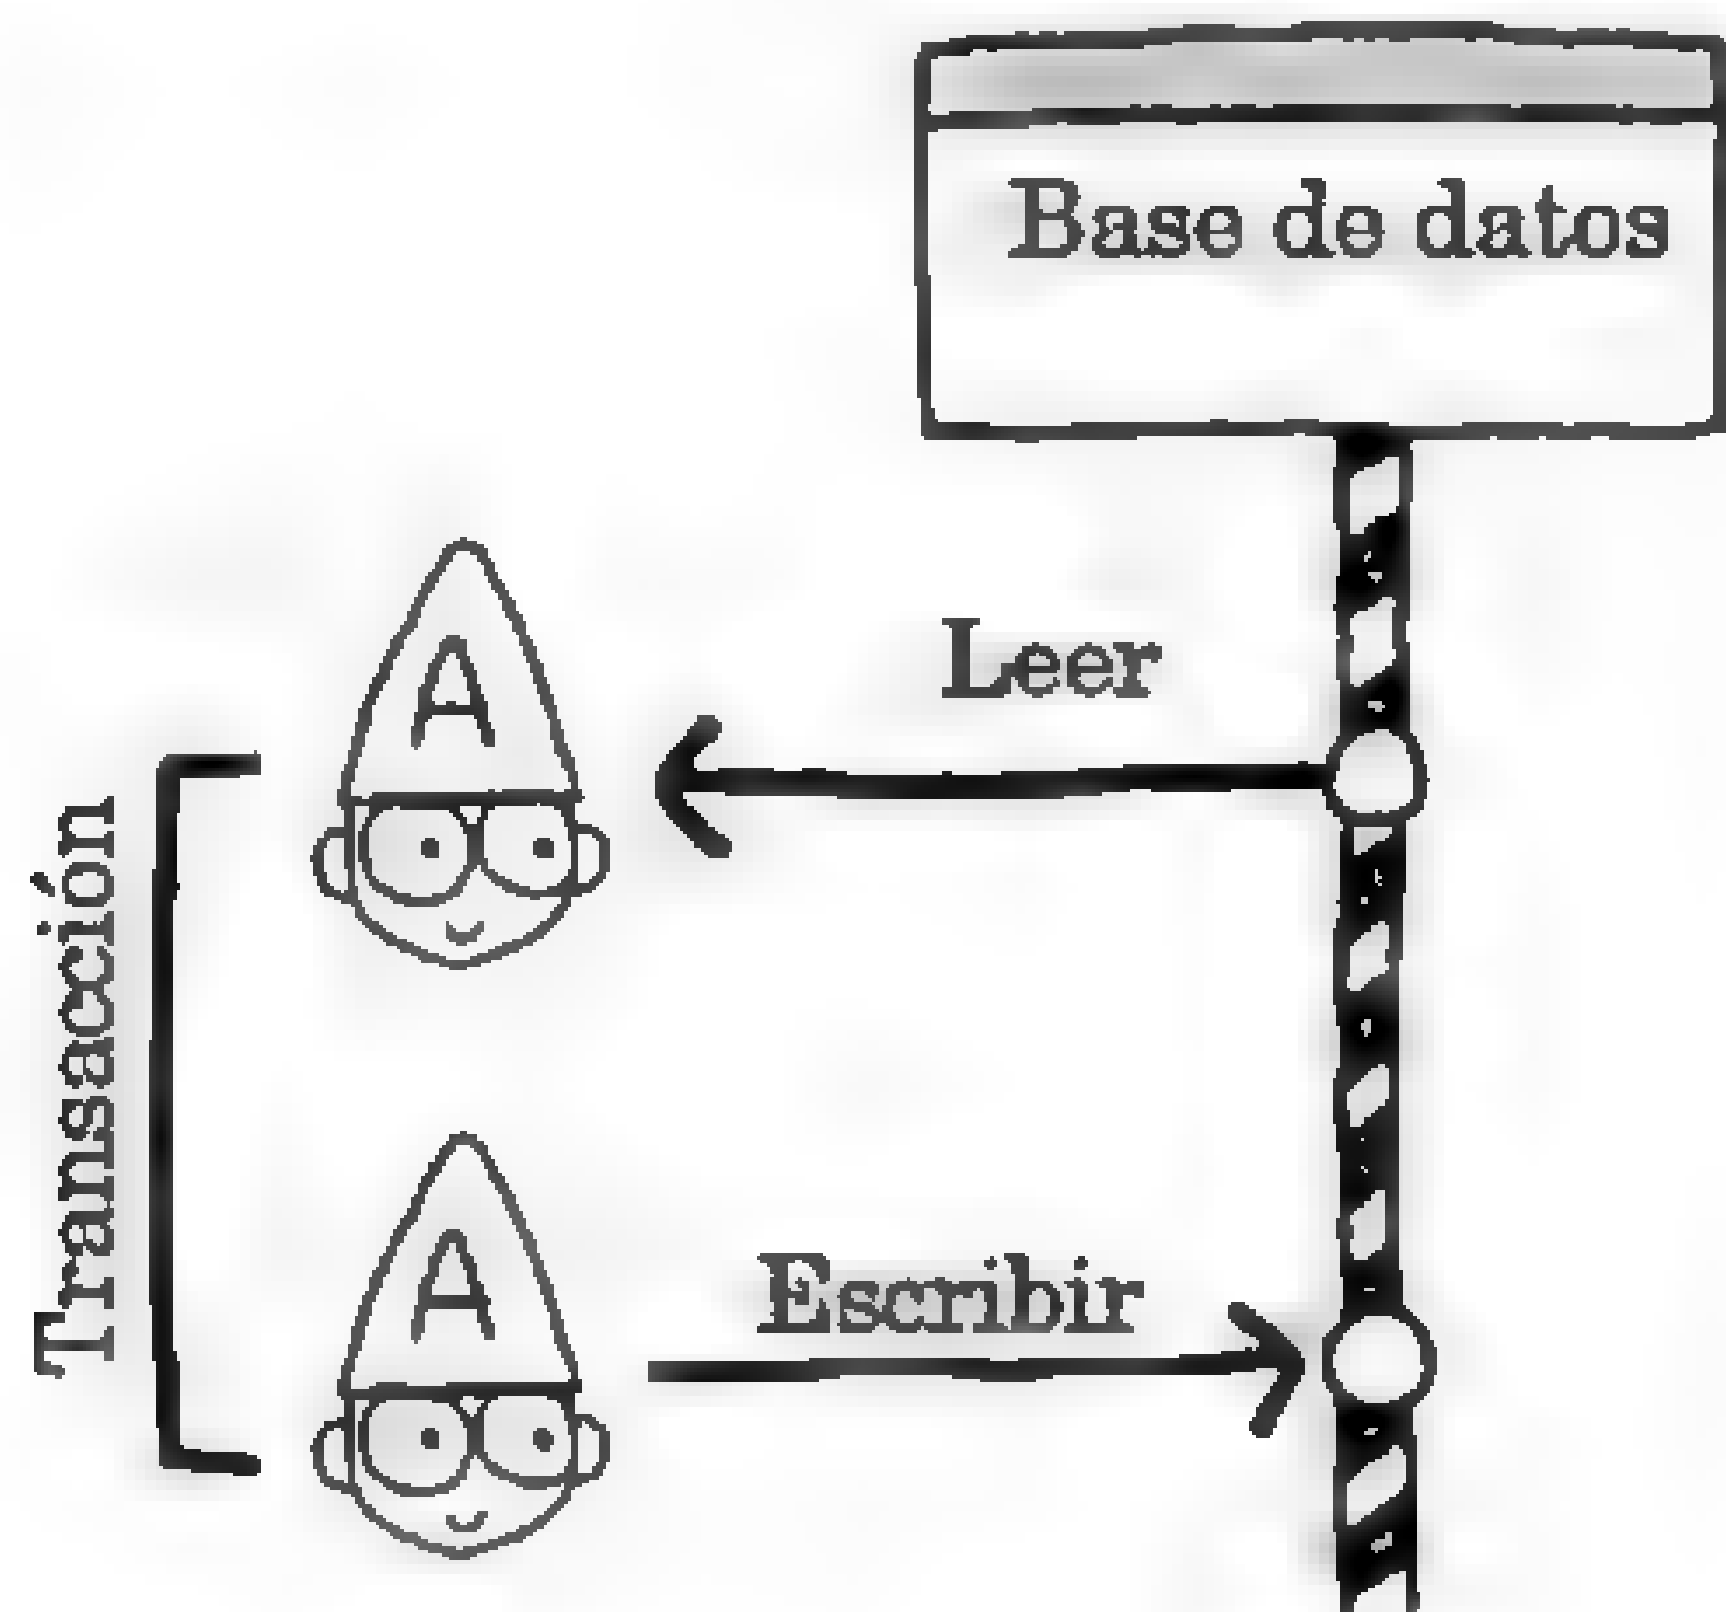 Base de datos
A
Leer
Transacción
A
Escribir